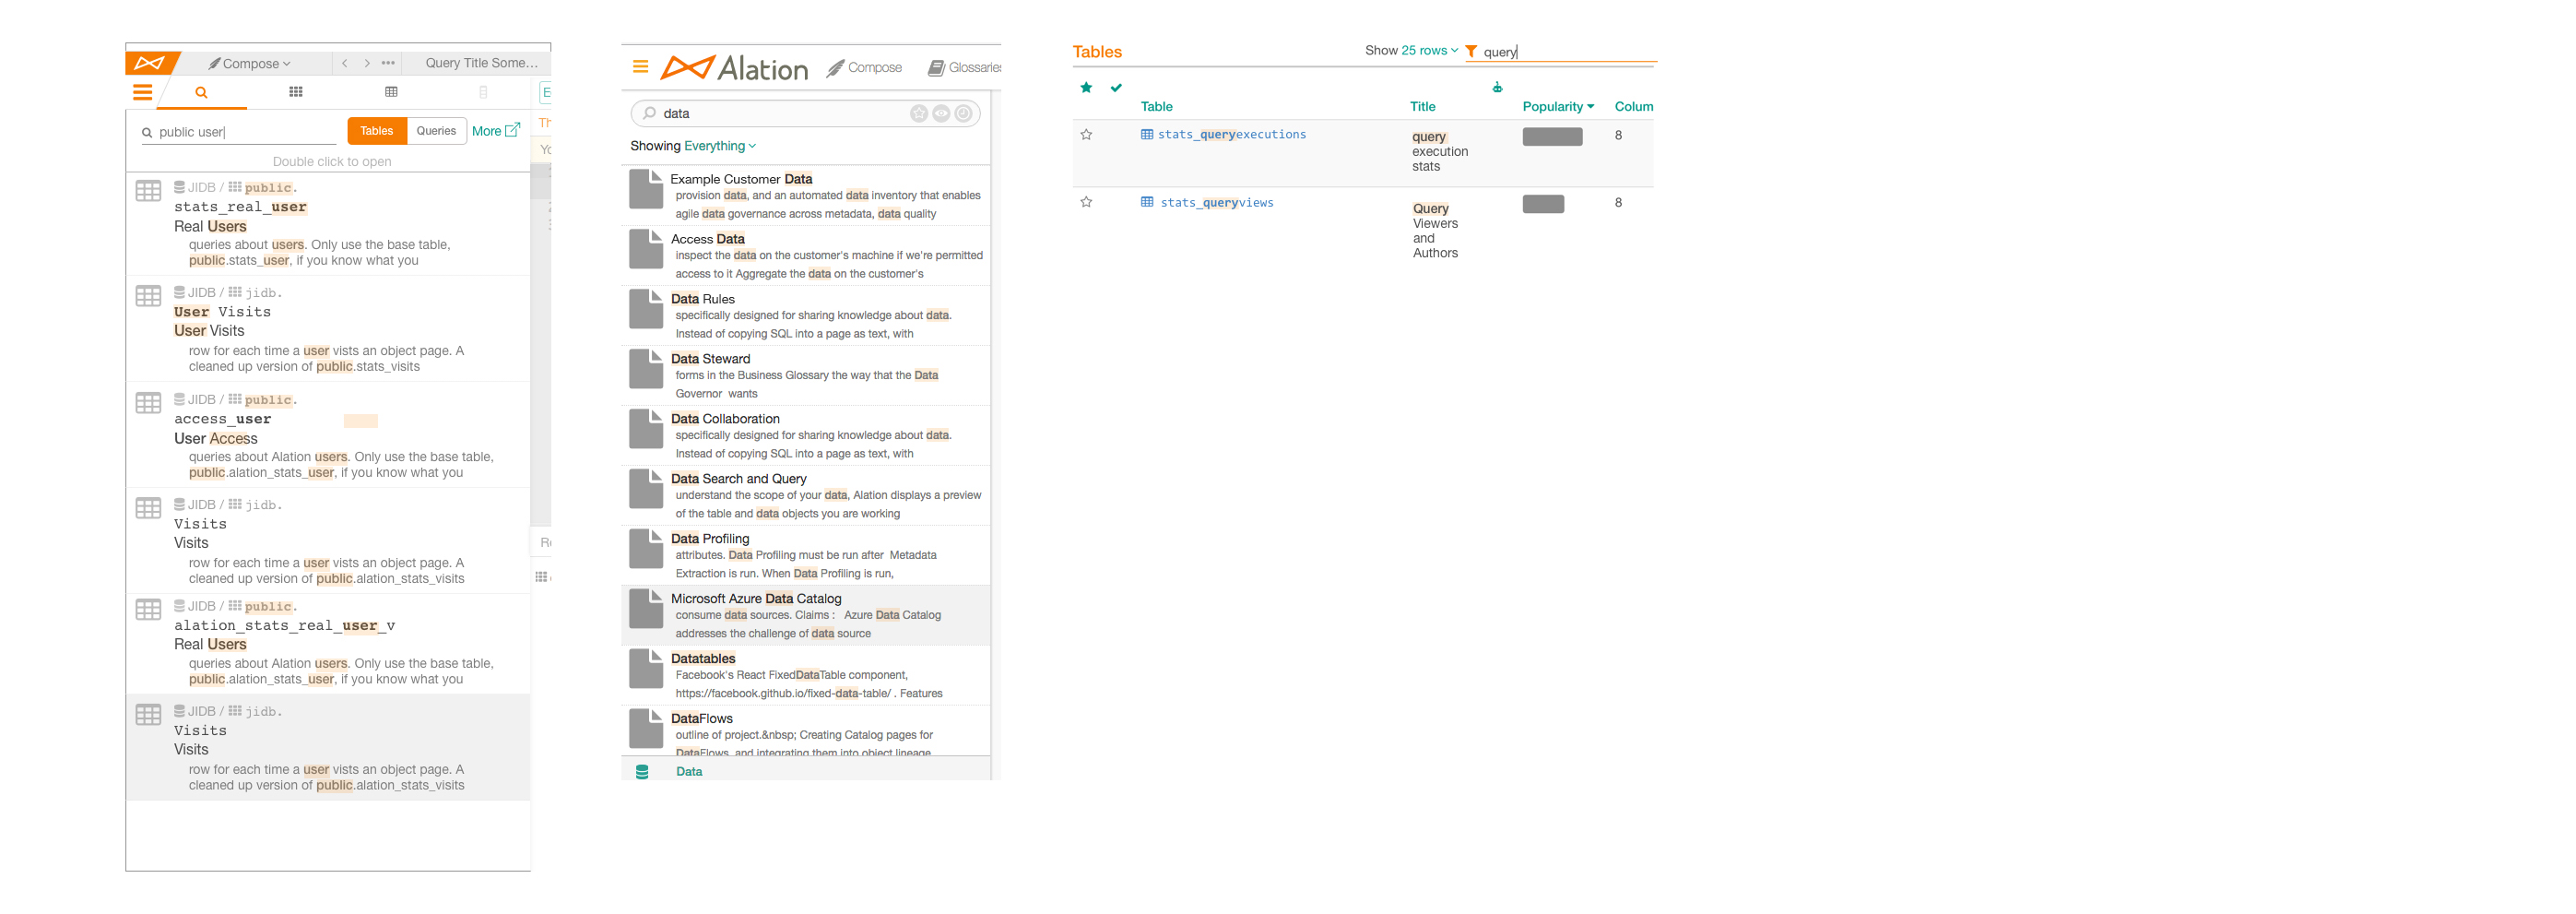 Compose
Query Title Some...
E
public user
Tables
Queries
More
Th
Double click to open
Yo
JIDB / public.
stats_real_user
Real Users
queries about users. Only use the base table,
public.stats_user, if you know what you
JIDB / jidb.
User Visits
User Visits
row for each time a user vists an object page. A
cleaned up version of public.stats_visits
JIDB / public.
access_user
User Access
queries about Alation users. Only use the base table,
public.alation_stats_user, if you know what you
JIDB / jidb.
Visits
Visits
Re
row for each time a user vists an object page. A
cleaned up version of public.alation_stats_visits
JIDB / public.
alation_stats_real_user_v
Real Users
queries about Alation users. Only use the base table,
public.alation_stats_user, if you know what you
JIDB / jidb.
Visits
Visits
row for each time a user vists an object page. A
cleaned up version of public.alation_stats_visits
Alation
Compose
Glossaries
data
Showing Everything
Example Customer Data
provision data, and an automated data inventory that enables
agile data governance across metadata, data quality
Access Data
inspect the data on the customer's machine if we're permitted
access to it Aggregate the data on the customer's
Data Rules
specifically designed for sharing knowledge about data.
Instead of copying SQL into a page as text, with
Data Steward
forms in the Business Glossary the way that the Data
Governor wants
Data Collaboration
specifically designed for sharing knowledge about data.
Instead of copying SQL into a page as text, with
Data Search and Query
understand the scope of your data, Alation displays a preview
of the table and data objects you are working
Data Profiling
attributes. Data Profiling must be run after Metadata
Extraction is run. When Data Profiling is run,
Microsoft Azure Data Catalog
consume data sources. Claims : Azure Data Catalog
addresses the challenge of data source
Datatables
Facebook's React FixedDataTable component,
https://facebook.github.io/fixed-data-table/ . Features
DataFlows
outline of project.&nbsp; Creating Catalog pages for
DataFlows, and integrating them into object lineage
Data
Tables
Show 25 rows
query
Table
Title
Popularity
Colum
stats_queryexecutions
query
execution
stats
8
stats_queryviews
Query
Viewers
and
Authors
8